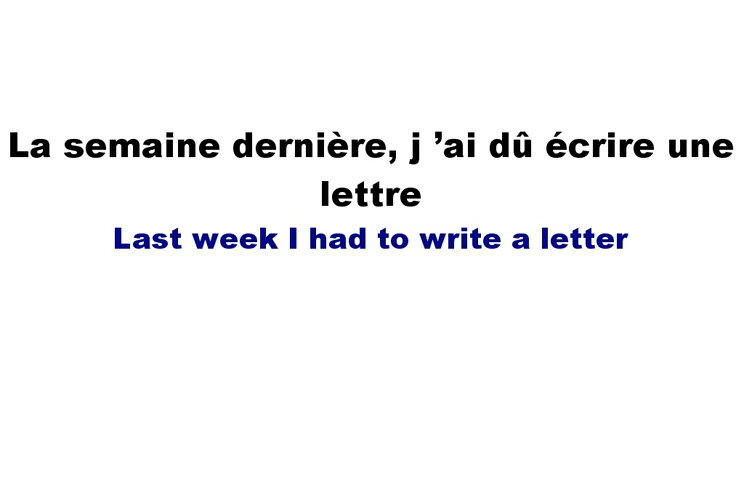 La semaine dernière, j ’ai dû écrire une
lettre
Last week I had to write a letter